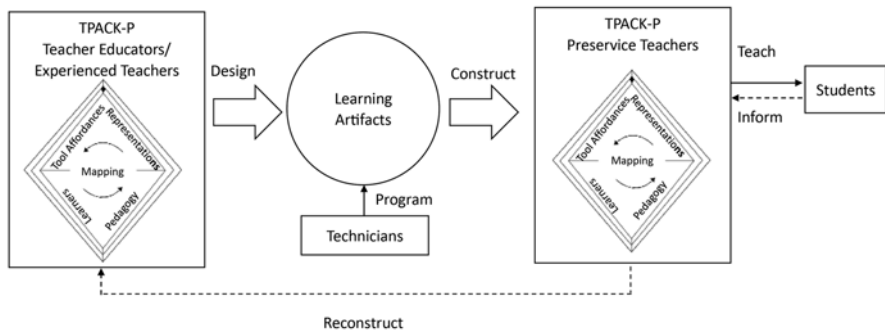 TPACK-P
Teacher Educators/
Experienced Teachers
Tool Affordances
Representations
Mapping
Learners
Pedagogy
Design
Learning
Artifacts
Program
Technicians
Construct
TPACK-P
Preservice Teachers
Tool Affordances
Representations
Mapping
Learners
Pedagogy
Teach
Inform
Students
Reconstruct